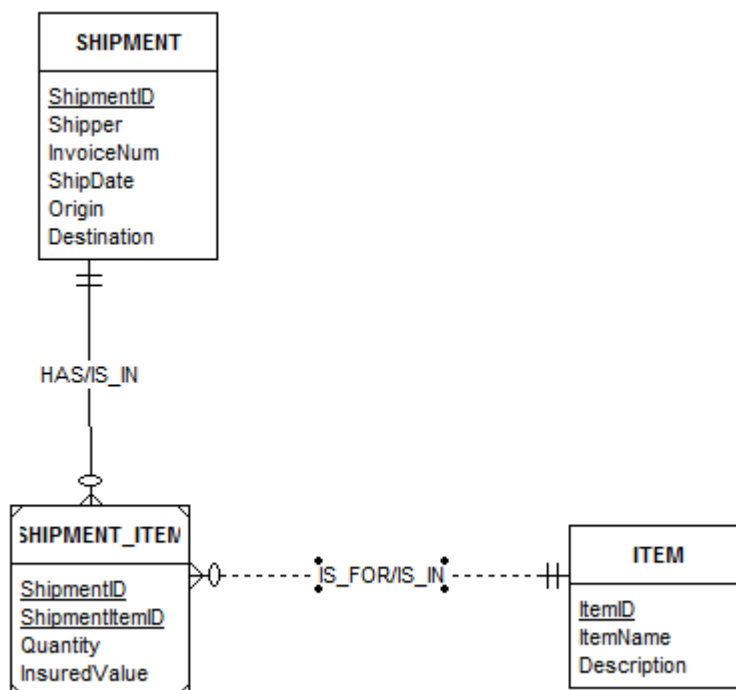 SHIPMENT
ShipmentID
Shipper
InvoiceNum
ShipDate
Origin
Destination
HAS/IS_IN
SHIPMENT_ITEM
ShipmentID
ShipmentItemID
Quantity
InsuredValue
IS_FOR/IS_IN
ITEM
ItemID
ItemName
Description